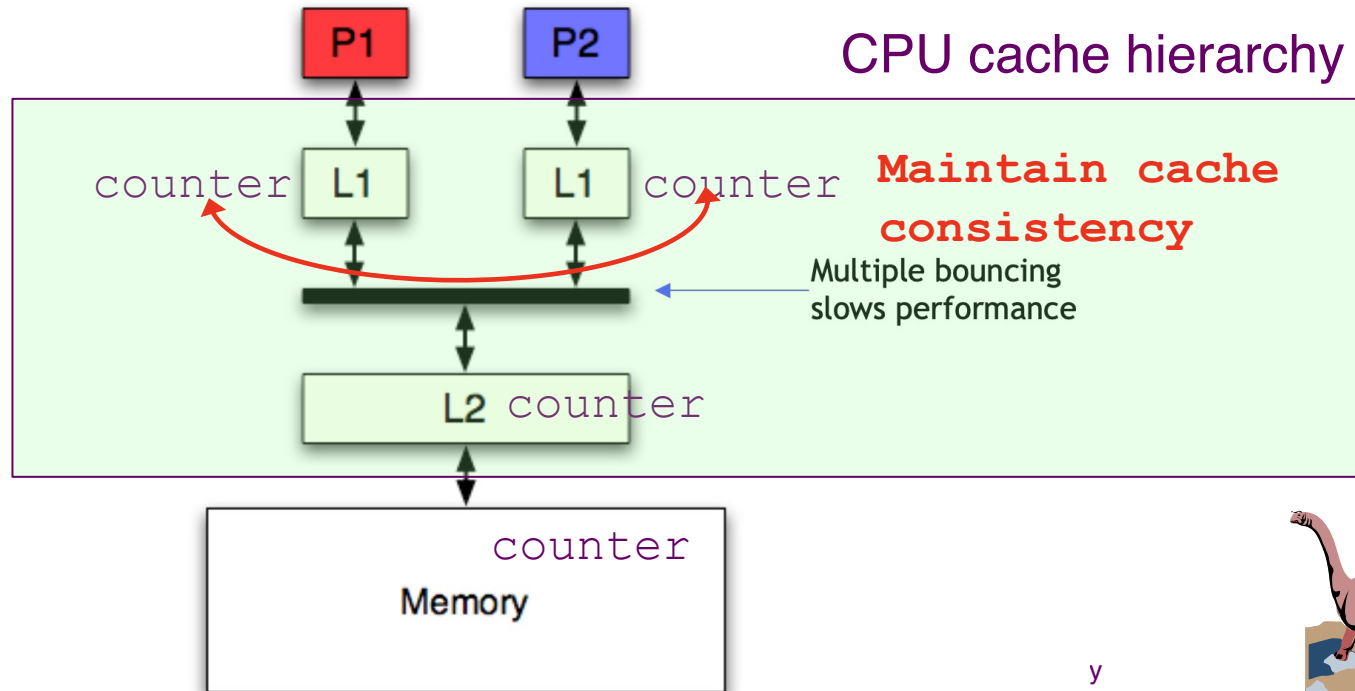 P1
P2
CPU cache hierarchy
counter
L1
L1
counter
Maintain cache
consistency
Multiple bouncing
slows performance
L2
counter
counter
Memory
y